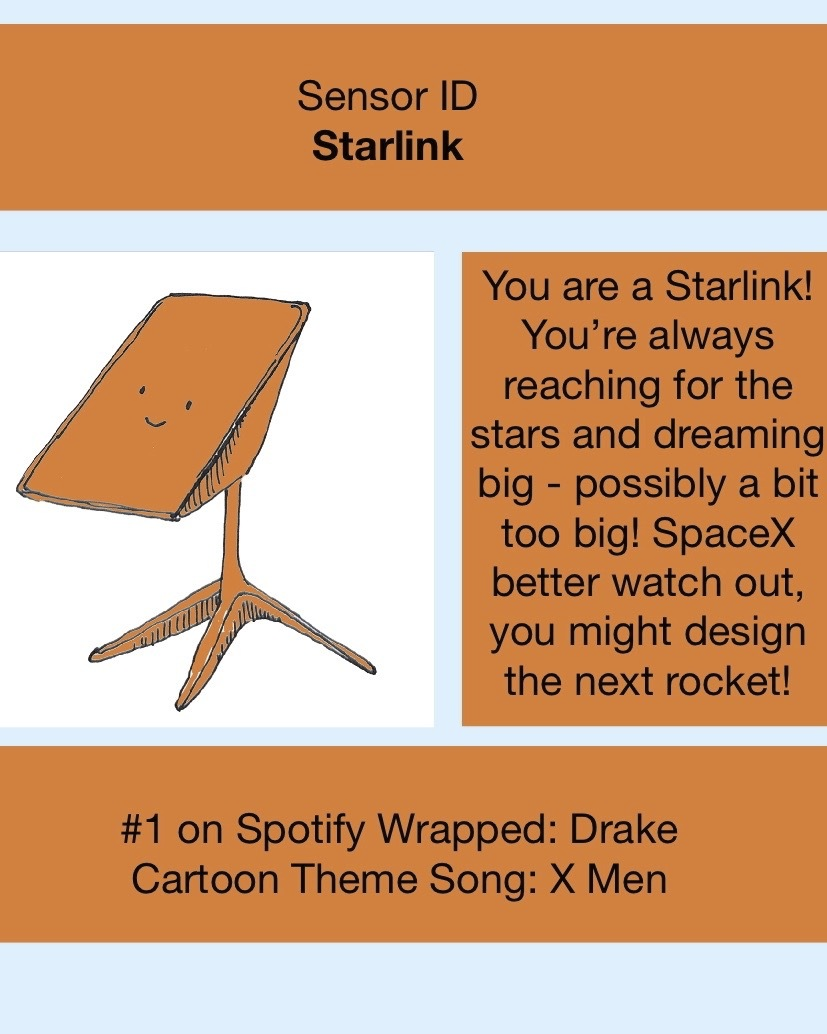 Sensor ID
Starlink
You are a Starlink!
You’re always
reaching for the
stars and dreaming
big - possibly a bit
too big! SpaceX
better watch out,
you might design
the next rocket!
#1 on Spotify Wrapped: Drake
Cartoon Theme Song: X Men